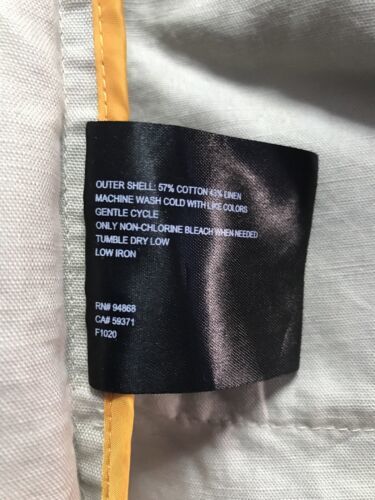 OUTER SHELL: 57% COTTON 43% LINEN
MACHINE WASH COLD WITH LIKE COLORS
GENTLE CYCLE
ONLY NON-CHLORINE BLEACH WHEN NEEDED
TUMBLE DRY LOW
LOW IRON
RN# 94868
CA# 59371
F1020